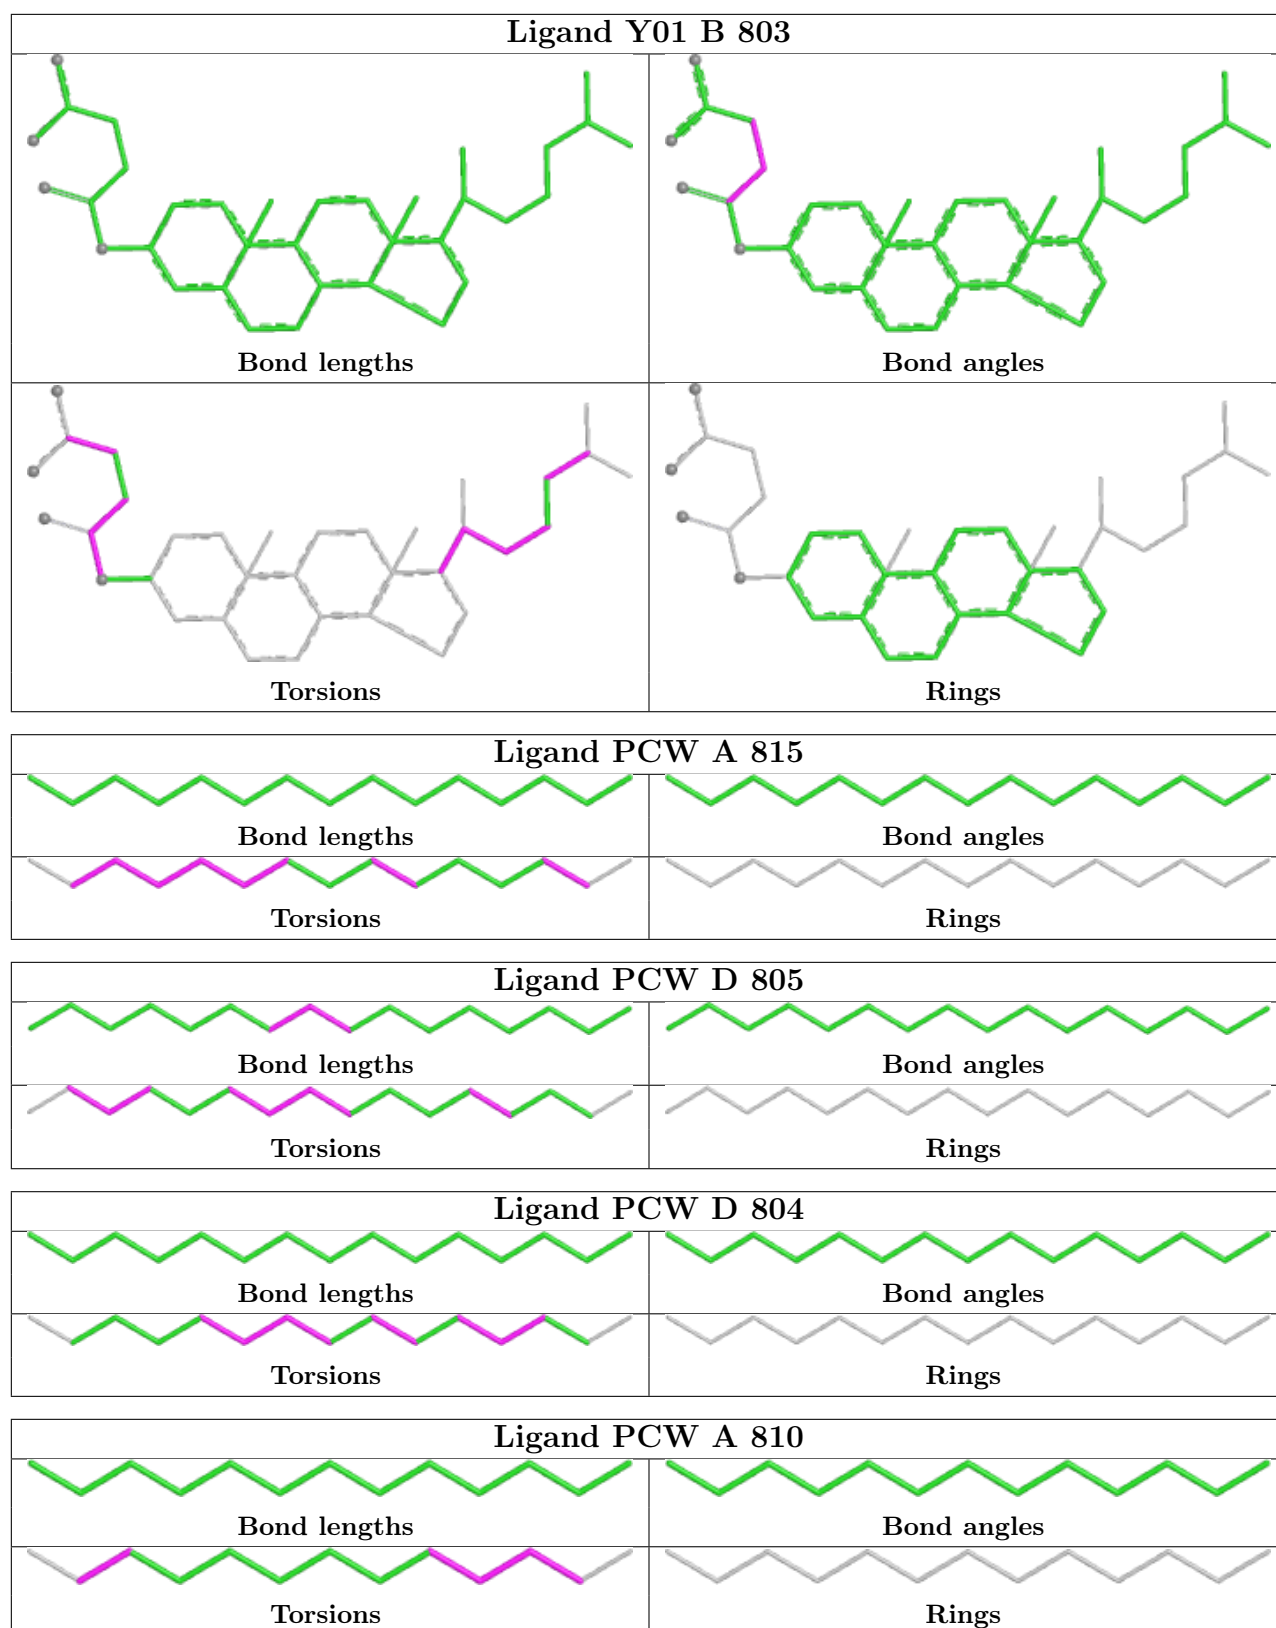 Ligand Y01 B 803
Bond lengths
Bond angles
Torsions
Rings
Ligand PCW A 815
Bond lengths
Bond angles
Torsions
Rings
Ligand PCW D 805
Bond lengths
Bond angles
Torsions
Rings
Ligand PCW D 804
Bond lengths
Bond angles
Torsions
Rings
Ligand PCW A 810
Bond lengths
Bond angles
Torsions
Rings